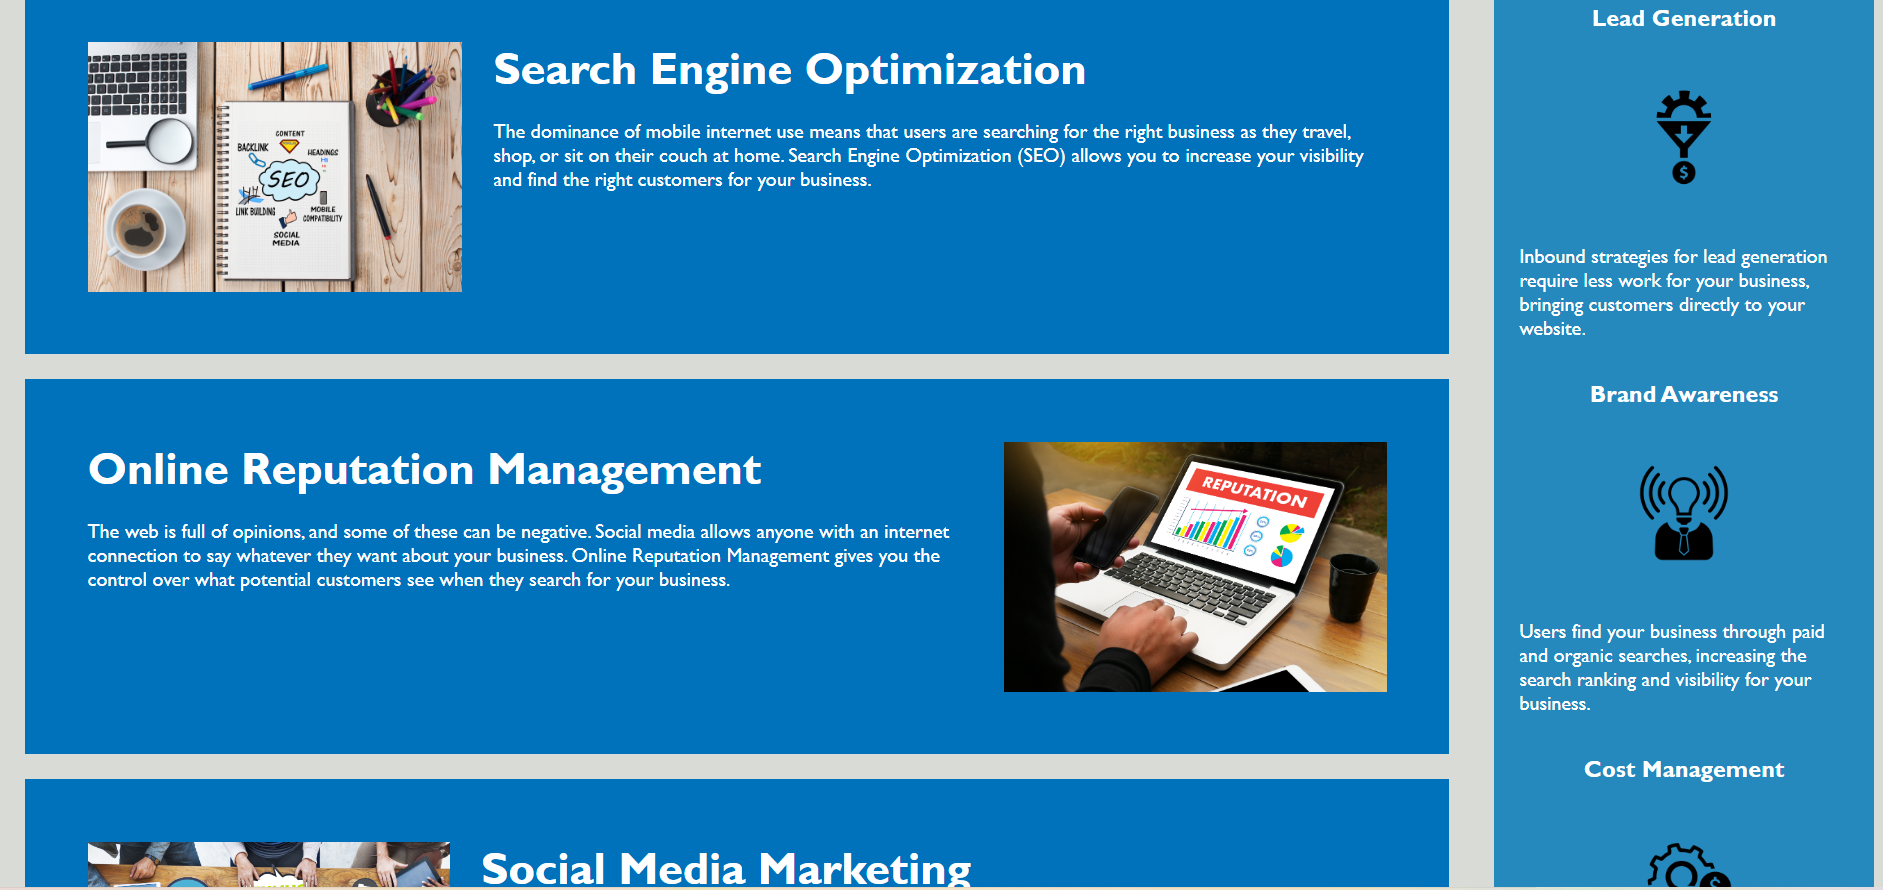 Search Engine Optimization
The dominance of mobile internet use means that users are searching for the right business as they travel,
shop, or sit on their couch at home. Search Engine Optimization (SEO) allows you to increase your visibility
and find the right customers for your business.
CONTENT
BACKLINK
HEADINGS
H1
SEO
LINK BUILDING
MOBILE
COMPATIBILITY
SOCIAL
MEDIA
Online Reputation Management
The web is full of opinions, and some of these can be negative. Social media allows anyone with an internet
connection to say whatever they want about your business. Online Reputation Management gives you the
control over what potential customers see when they search for your business.
REPUTATION
Social Media Marketing
Lead Generation
$
Inbound strategies for lead generation
require less work for your business,
bringing customers directly to your
website.
Brand Awareness
Users find your business through paid
and organic searches, increasing the
search ranking and visibility for your
business.
Cost Management
$